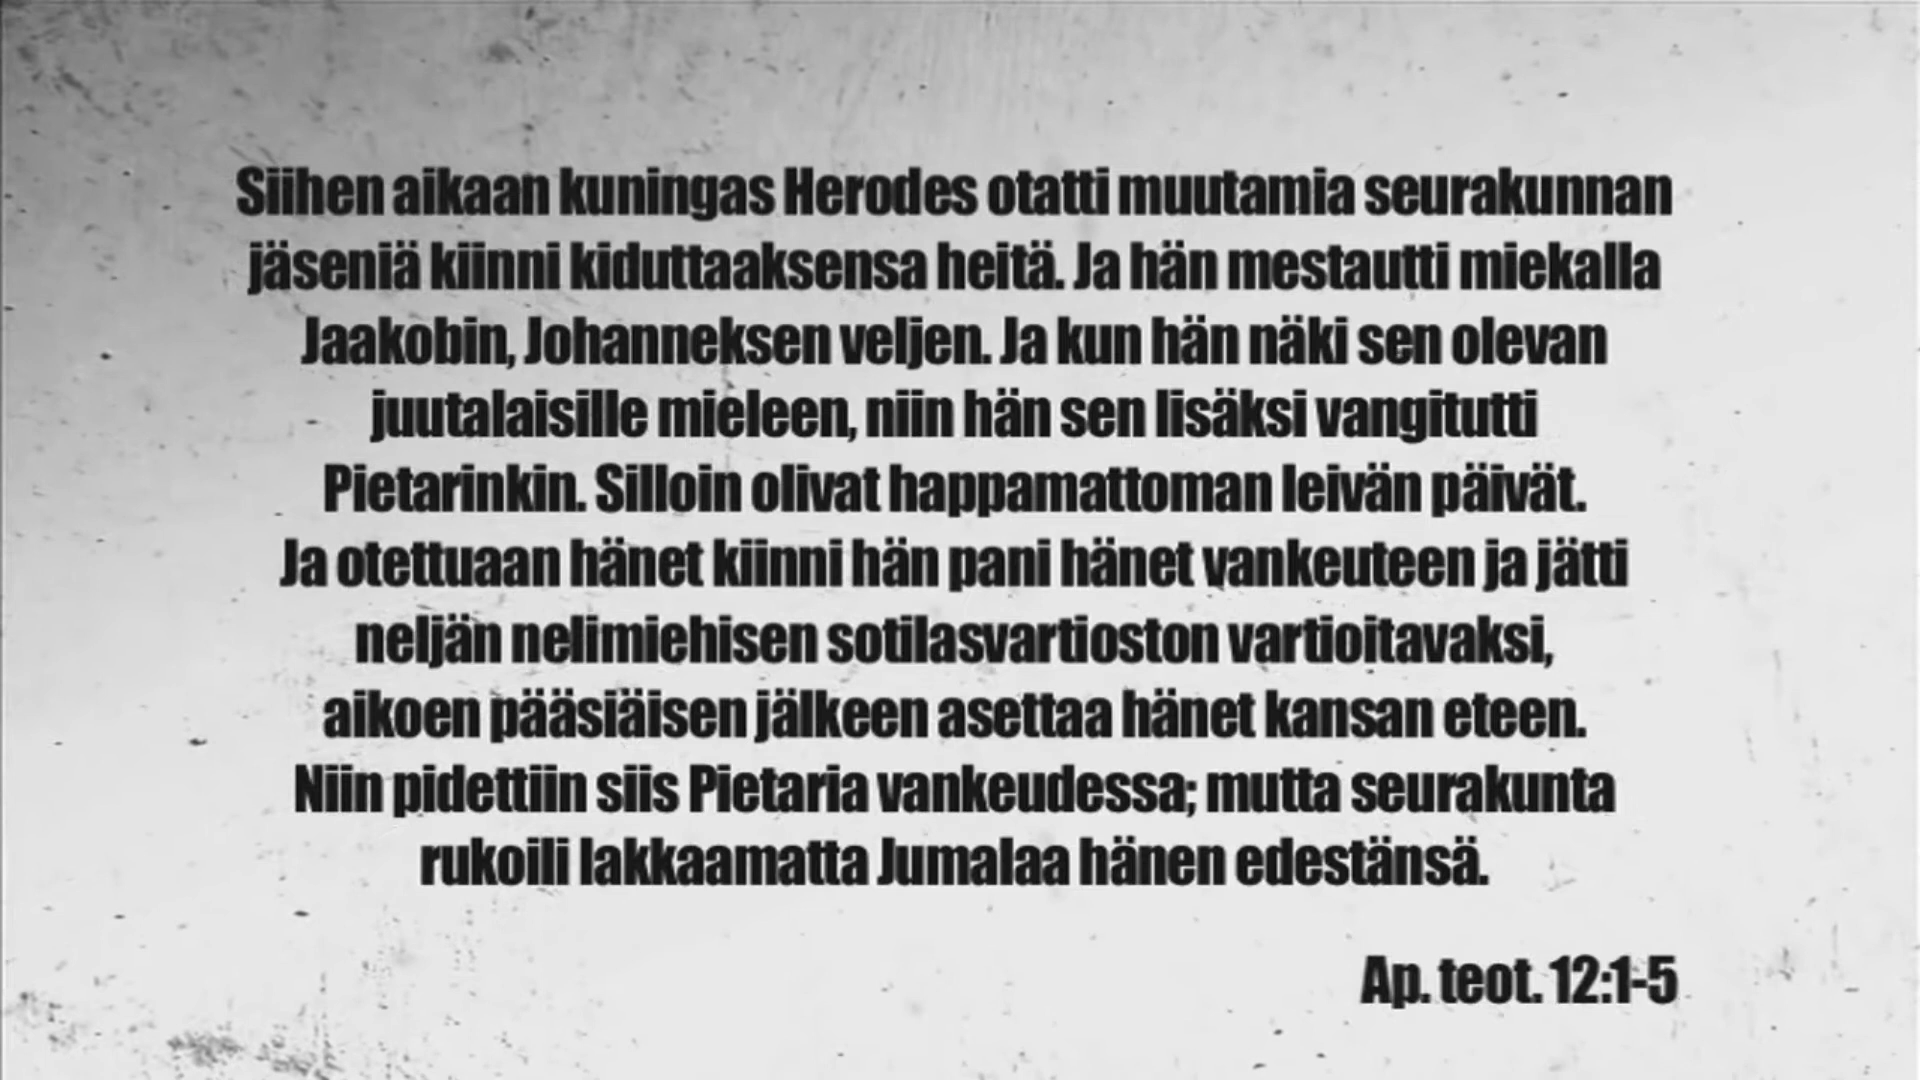 Siihen aikaan kuningas Herodes otatti muutamia seurakunnan
jäseniä kiinni kiduttaaksensa heitä. Ja hän mestautti miekalla
Jaakobin, Johanneksen veljen. Ja kun hän näki sen olevan
juutalaisille mieleen, niin hän sen lisäksi vangitutti
Pietarinkin. Silloin olivat happamattoman leivän päivät.
Ja otettuaan hänet kiinni hän pani hänet vankeuteen ja jätti
neljän nelimiehisen sotilasvartioston vartioitavaksi,
aikoen pääsiäisen jälkeen asettaa hänet kansan eteen.
Niin pidettiin siis Pietaria vankeudessa; mutta seurakunta
rukoili lakkaamatta Jumalaa hänen edestänsä.
Ap. teot. 12:1-5